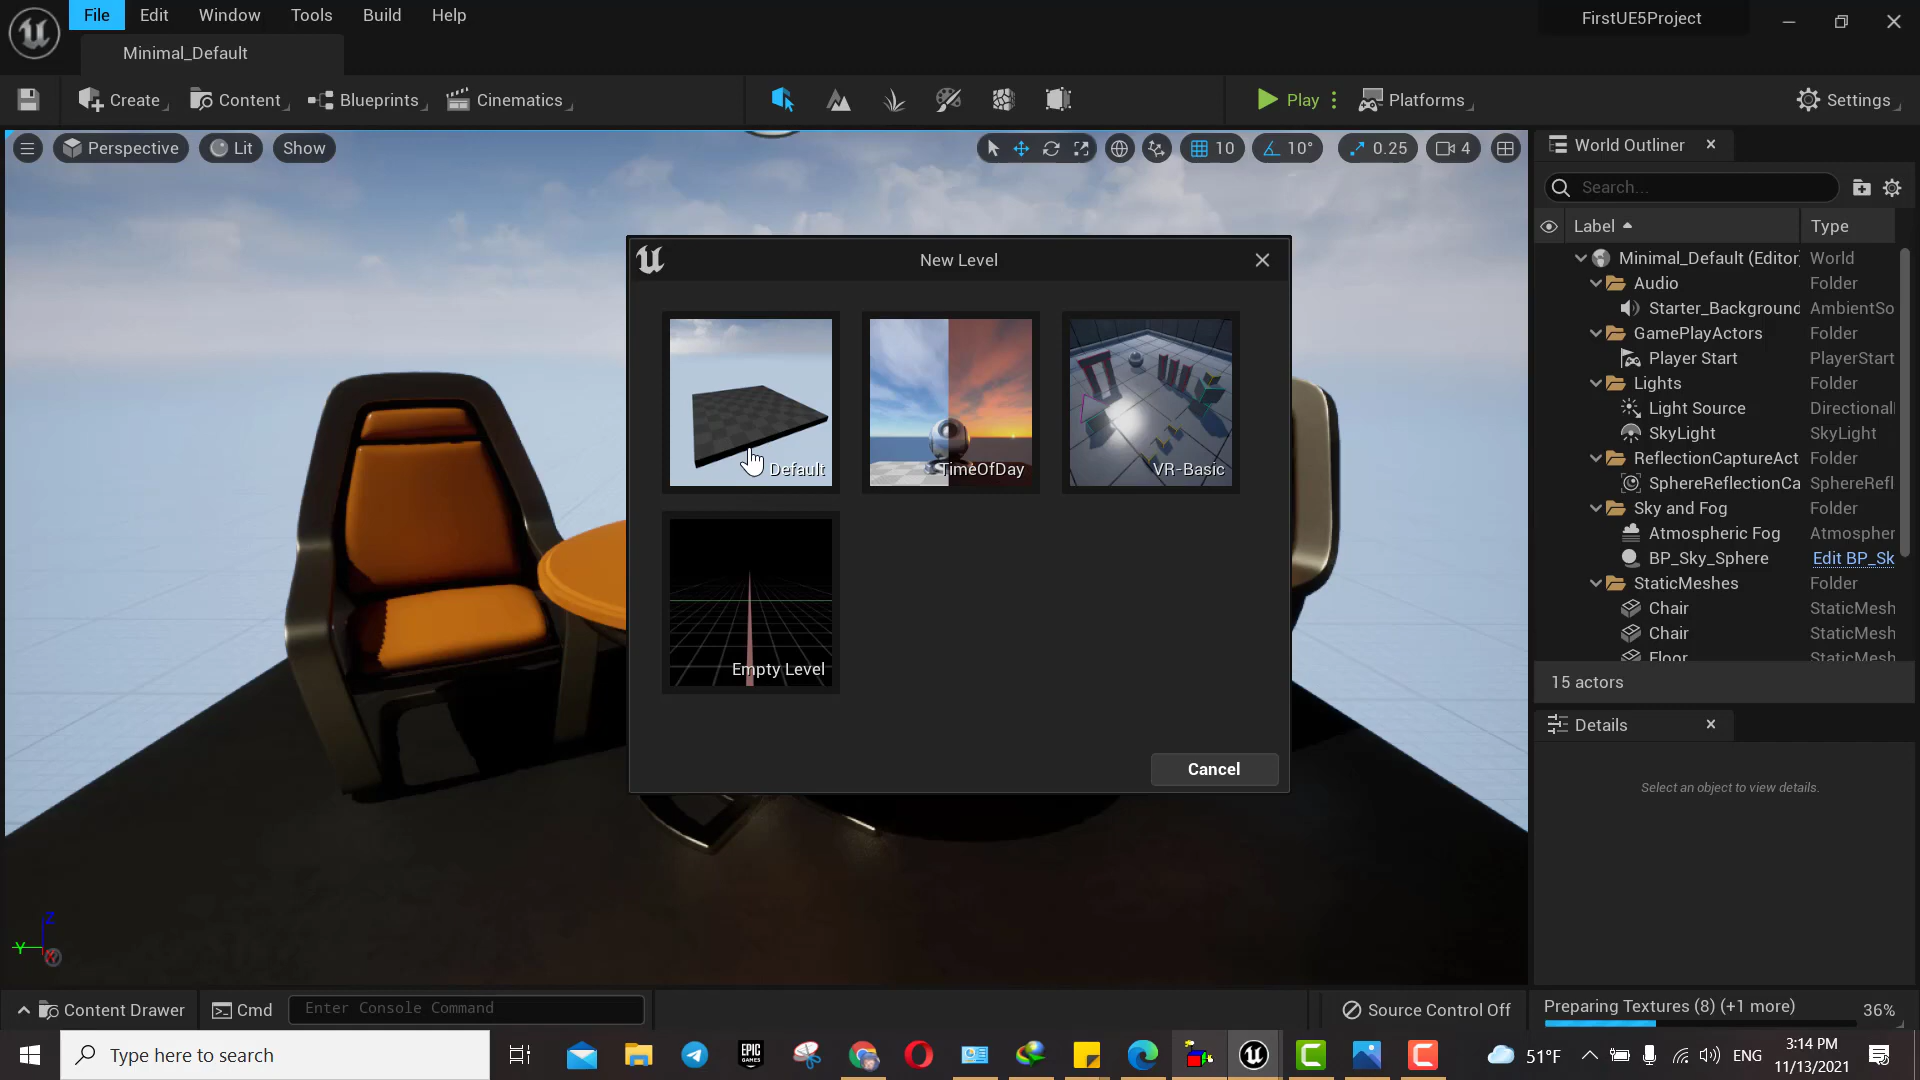 File Edit Window Tools Build Help
FirstUE5Project
Minimal_Default
Create Content Blueprints Cinematics
Play Platforms
Settings
Perspective Lit Show
10 10° 0.25 4
World Outliner
Search...
Label Type
Minimal_Default (Editor World
Audio Folder
Starter_Background AmbientSo
GamePlayActors Folder
Player Start PlayerStart
Lights Folder
Light Source Directional
SkyLight SkyLight
ReflectionCaptureAct Folder
SphereReflectionCa SphereRefl
Sky and Fog Folder
Atmospheric Fog Atmospher
BP_Sky_Sphere Edit BP_Sk
StaticMeshes Folder
Chair StaticMesh
Chair StaticMesh
Floor StaticMesh
15 actors
Details
Select an object to view details.
New Level
Default
TimeOfDay
VR-Basic
Empty Level
Cancel
Z
Y
Content Drawer Cmd Enter Console Command
Source Control Off
Preparing Textures (8) (+1 more) 36%
Type here to search
EPIC
GAMES
51°F
ENG
3:14 PM
11/13/2021